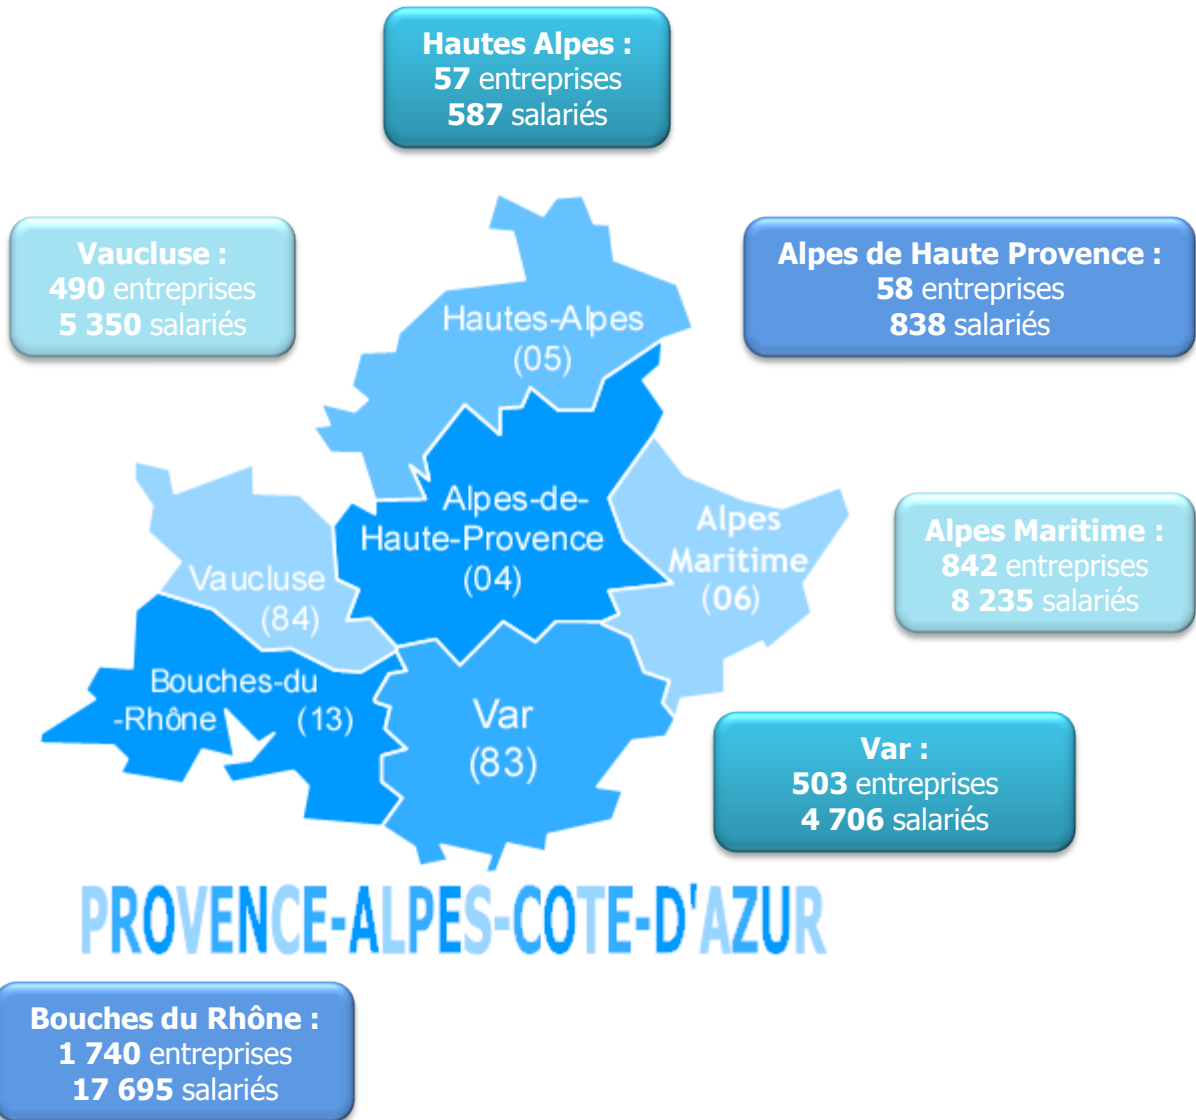 Hautes Alpes :
57 entreprises
587 salariés
Vaucluse :
490 entreprises
5 350 salariés
Alpes de Haute Provence :
58 entreprises
838 salariés
Hautes-Alpes
(05)
Alpes-de-
Haute-Provence
(04)
Alpes
Maritime
(06)
Vaucluse
(84)
Alpes Maritime :
842 entreprises
8 235 salariés
Bouches-du
-Rhône (13)
Var
(83)
Var :
503 entreprises
4 706 salariés
PROVENCE-ALPES-COTE-D'AZUR
Bouches du Rhône :
1 740 entreprises
17 695 salariés